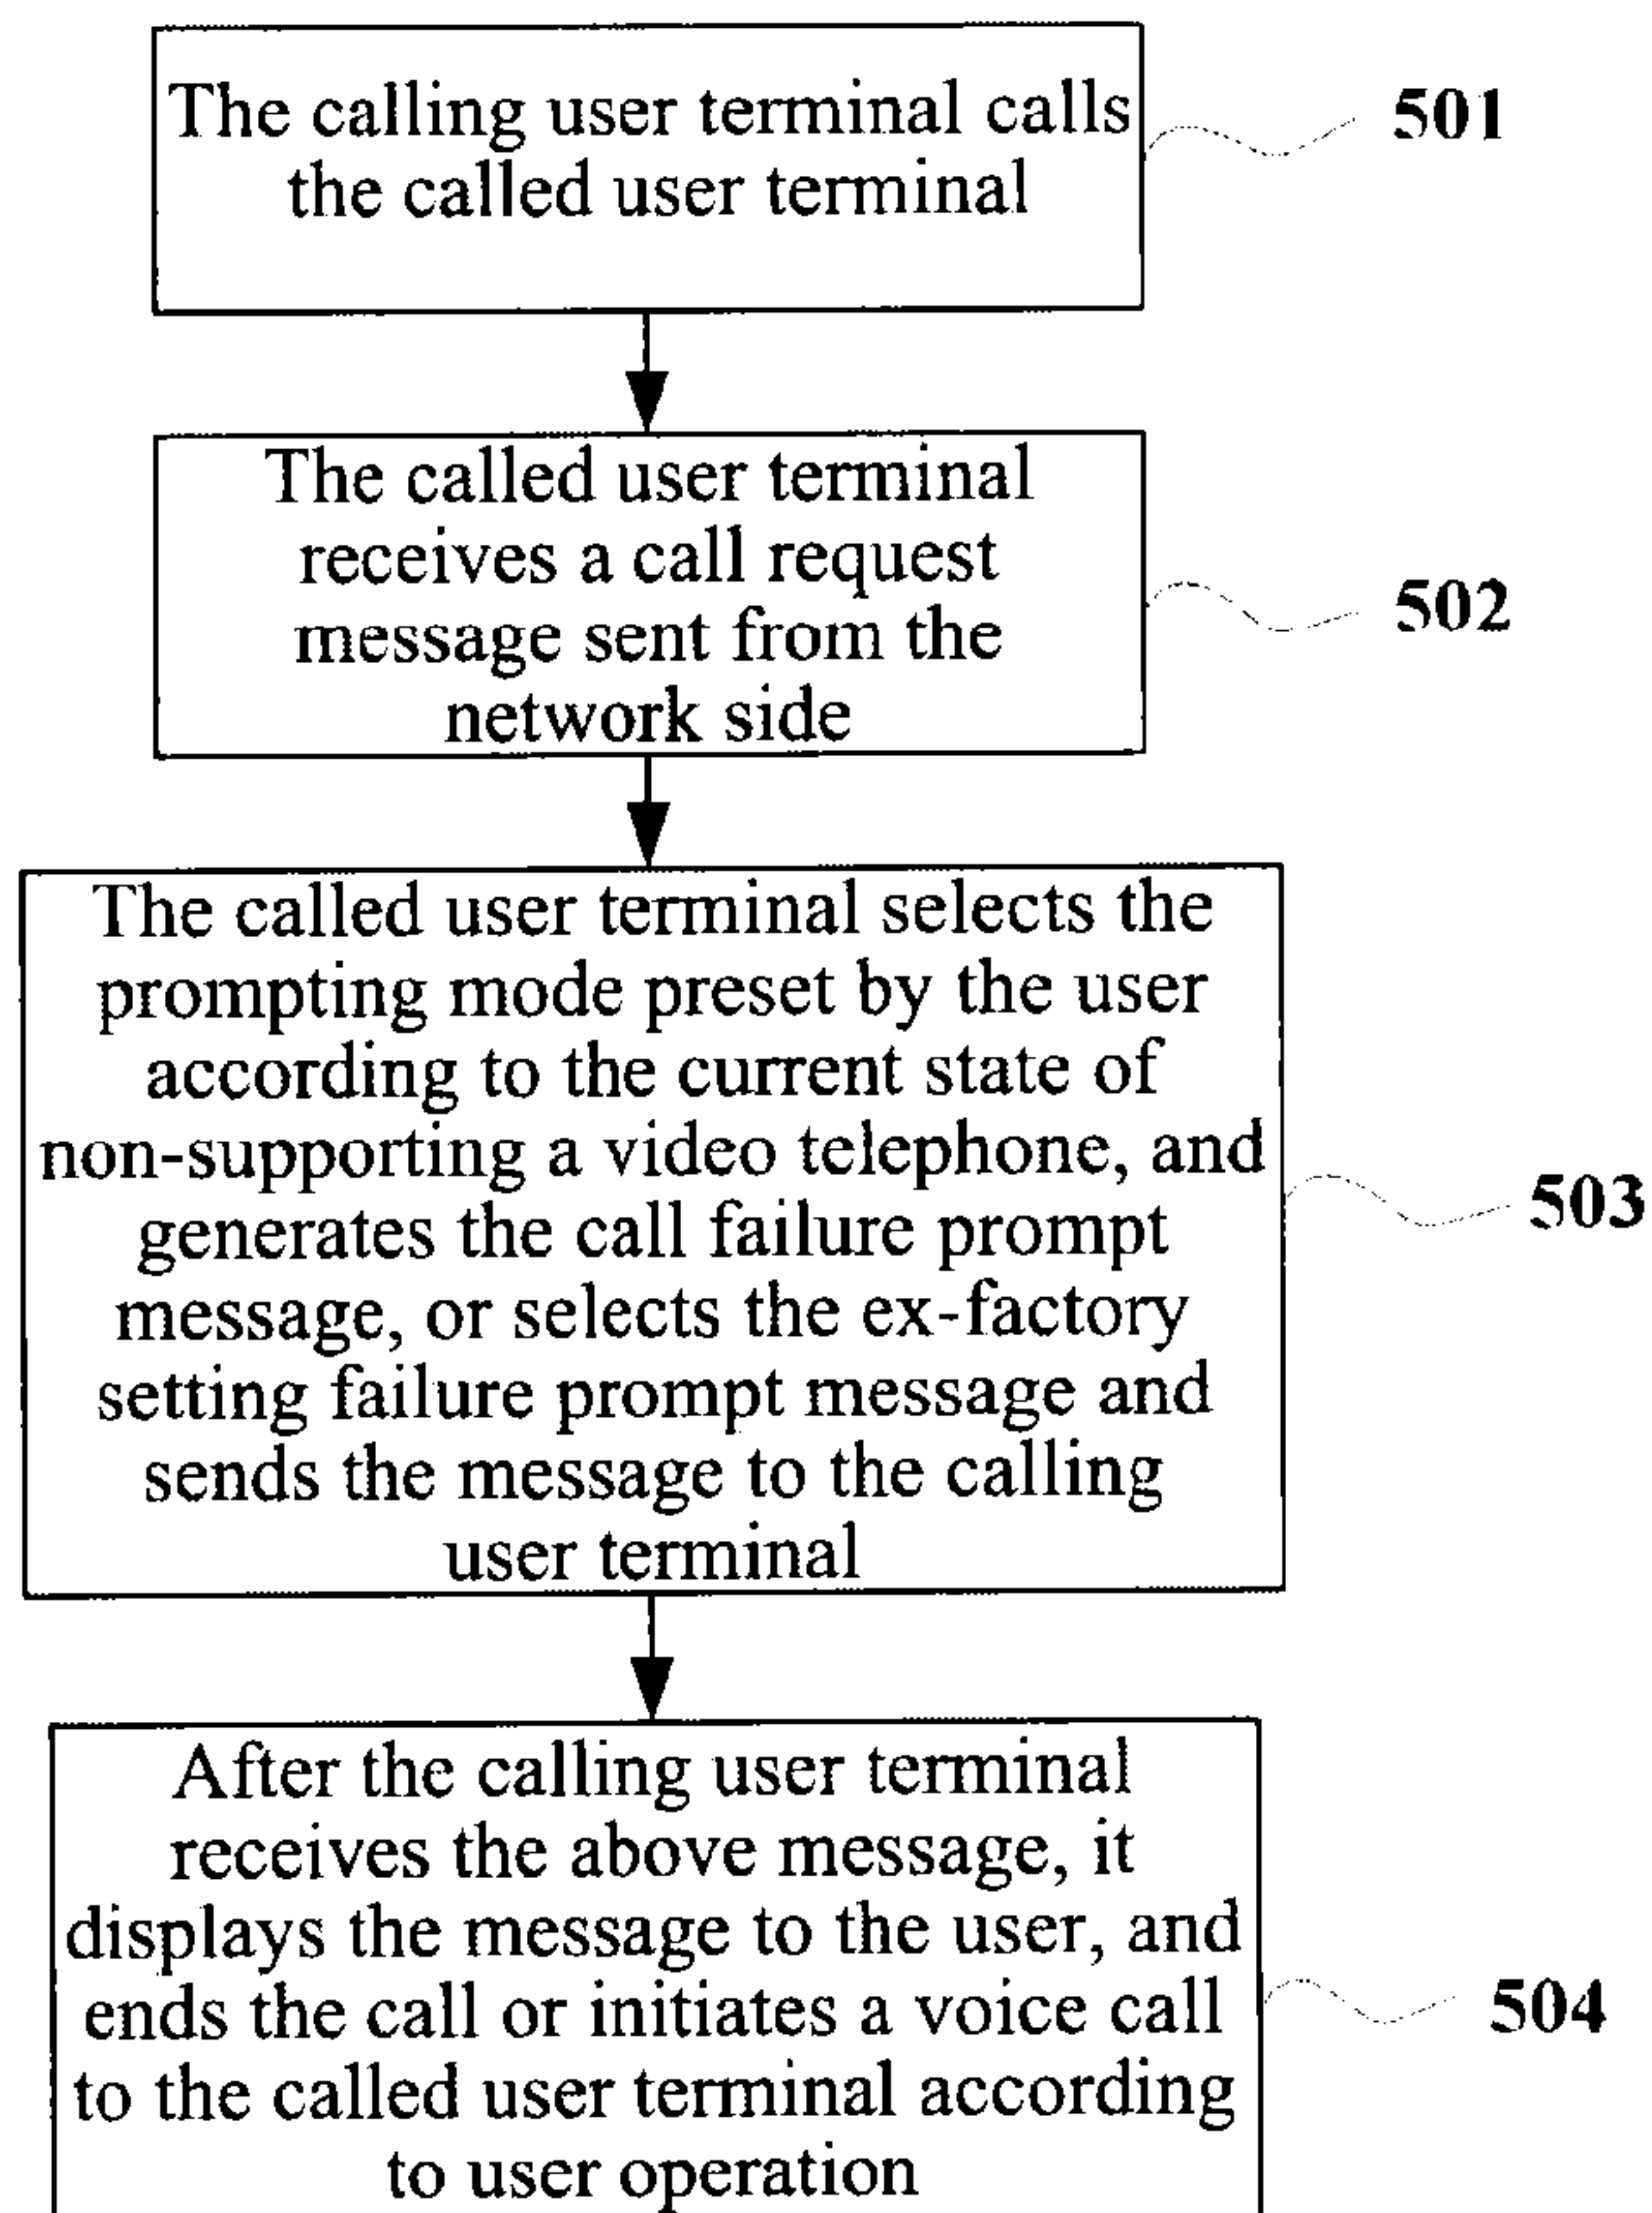 The calling user terminal calls
the called user terminal
501
The called user terminal
receives a call request
message sent from the
network side
502
The called user terminal selects the
prompting mode preset by the user
according to the current state of
non-supporting a video telephone, and
generates the call failure prompt
message, or selects the ex-factory
setting failure prompt message and
sends the message to the calling
user terminal
503
After the calling user terminal
receives the above message, it
displays the message to the user, and
ends the call or initiates a voice call
to the called user terminal according
to user operation
504